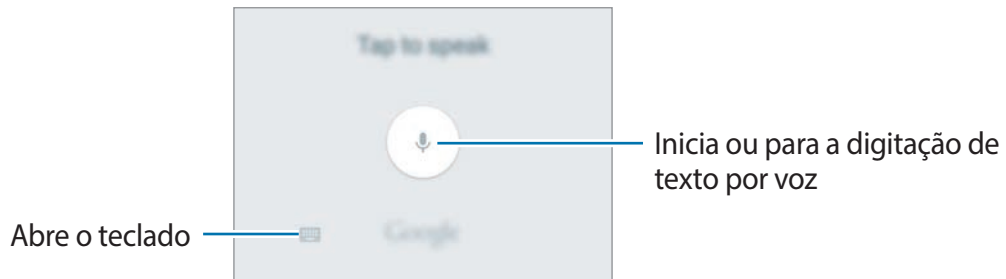 Tap to speak
Inicia ou para a digitação de
texto por voz
Abre o teclado
Google